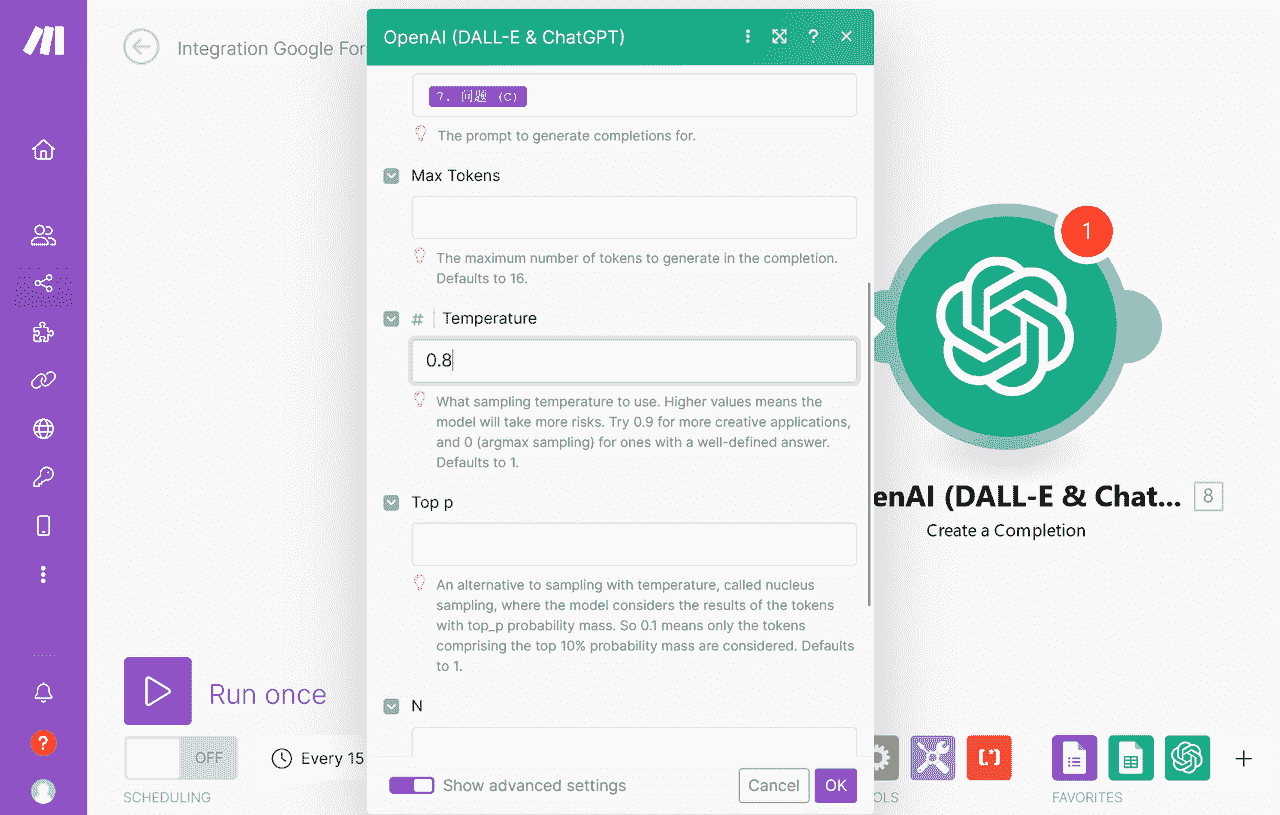 OpenAI (DALL-E & ChatGPT)
?
Integration Google For
7. 问题 (C)
The prompt to generate completions for.
Max Tokens
The maximum number of tokens to generate in the completion.
Defaults to 16.
# Temperature
0.8
What sampling temperature to use. Higher values means the
model will take more risks. Try 0.9 for more creative applications,
and 0 (argmax sampling) for ones with a well-defined answer.
Defaults to 1.
Top p
An alternative to sampling with temperature, called nucleus
sampling, where the model considers the results of the tokens
with top_p probability mass. So 0.1 means only the tokens
comprising the top 10% probability mass are considered. Defaults
to 1.
N
Show advanced settings
Cancel
OK
1
enAI (DALL-E & Chat...
8
Create a Completion
Run once
OFF
Every 15
SCHEDULING
OLS
FAVORITES
?